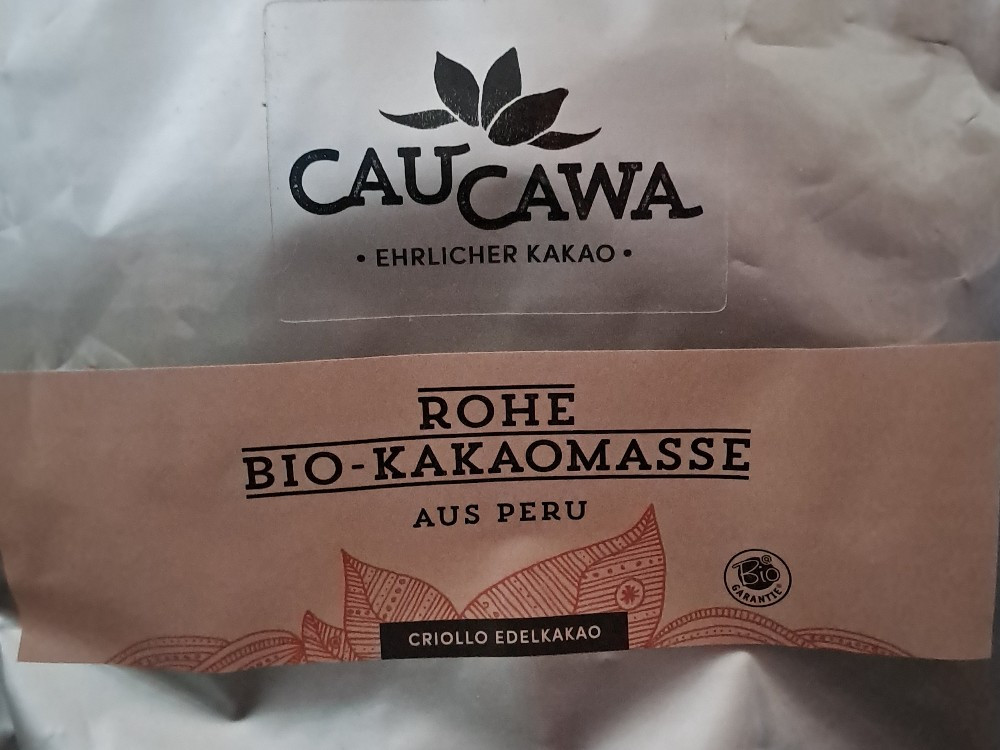 CAUCAWA
• EHRLICHER KAKAO •
ROHE
BIO-KAKAOMASSE
AUS PERU
@
Bio
GARANTIE®
CRIOLLO EDELKAKAO